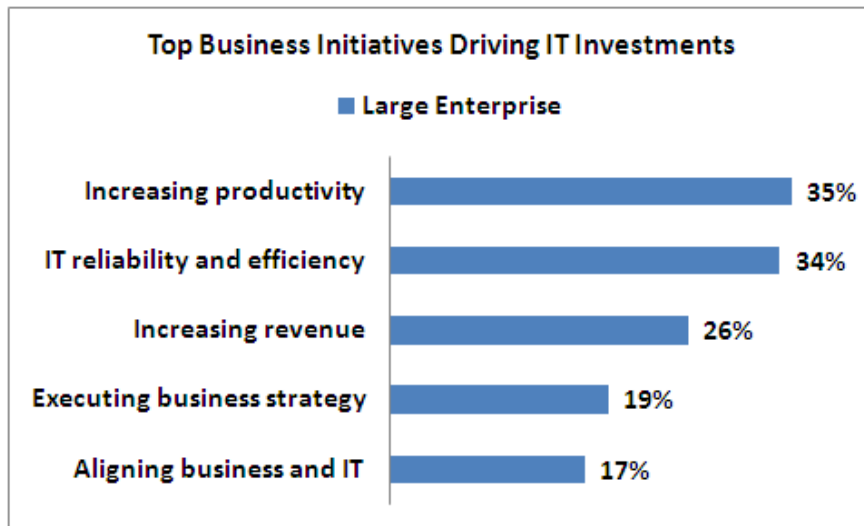 Top Business Initiatives Driving IT Investments
Large Enterprise
Increasing productivity 35%
IT reliability and efficiency 34%
Increasing revenue 26%
Executing business strategy 19%
Aligning business and IT 17%